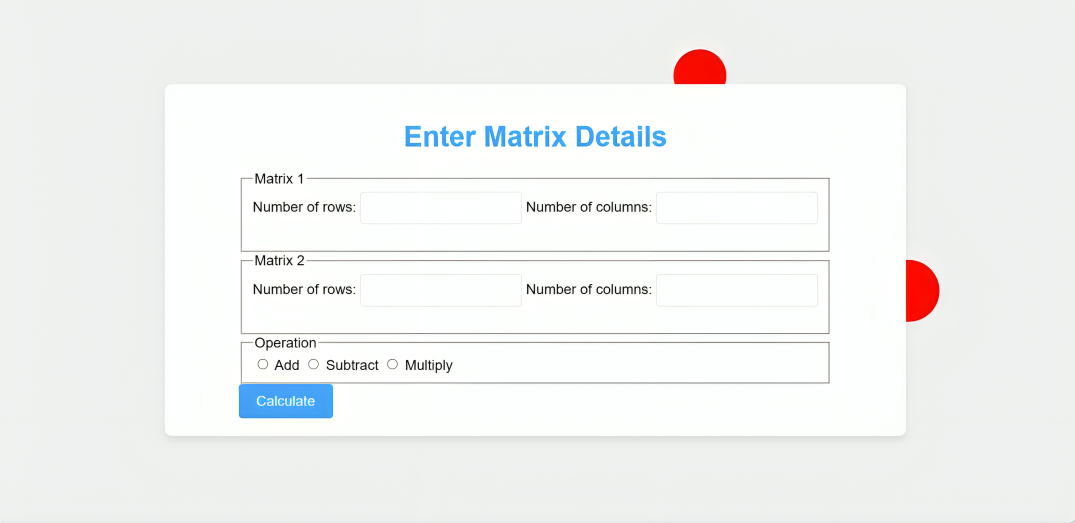 Enter Matrix Details
Matrix 1
Number of rows: Number of columns:
Matrix 2
Number of rows: Number of columns:
Operation
Add Subtract Multiply
Calculate